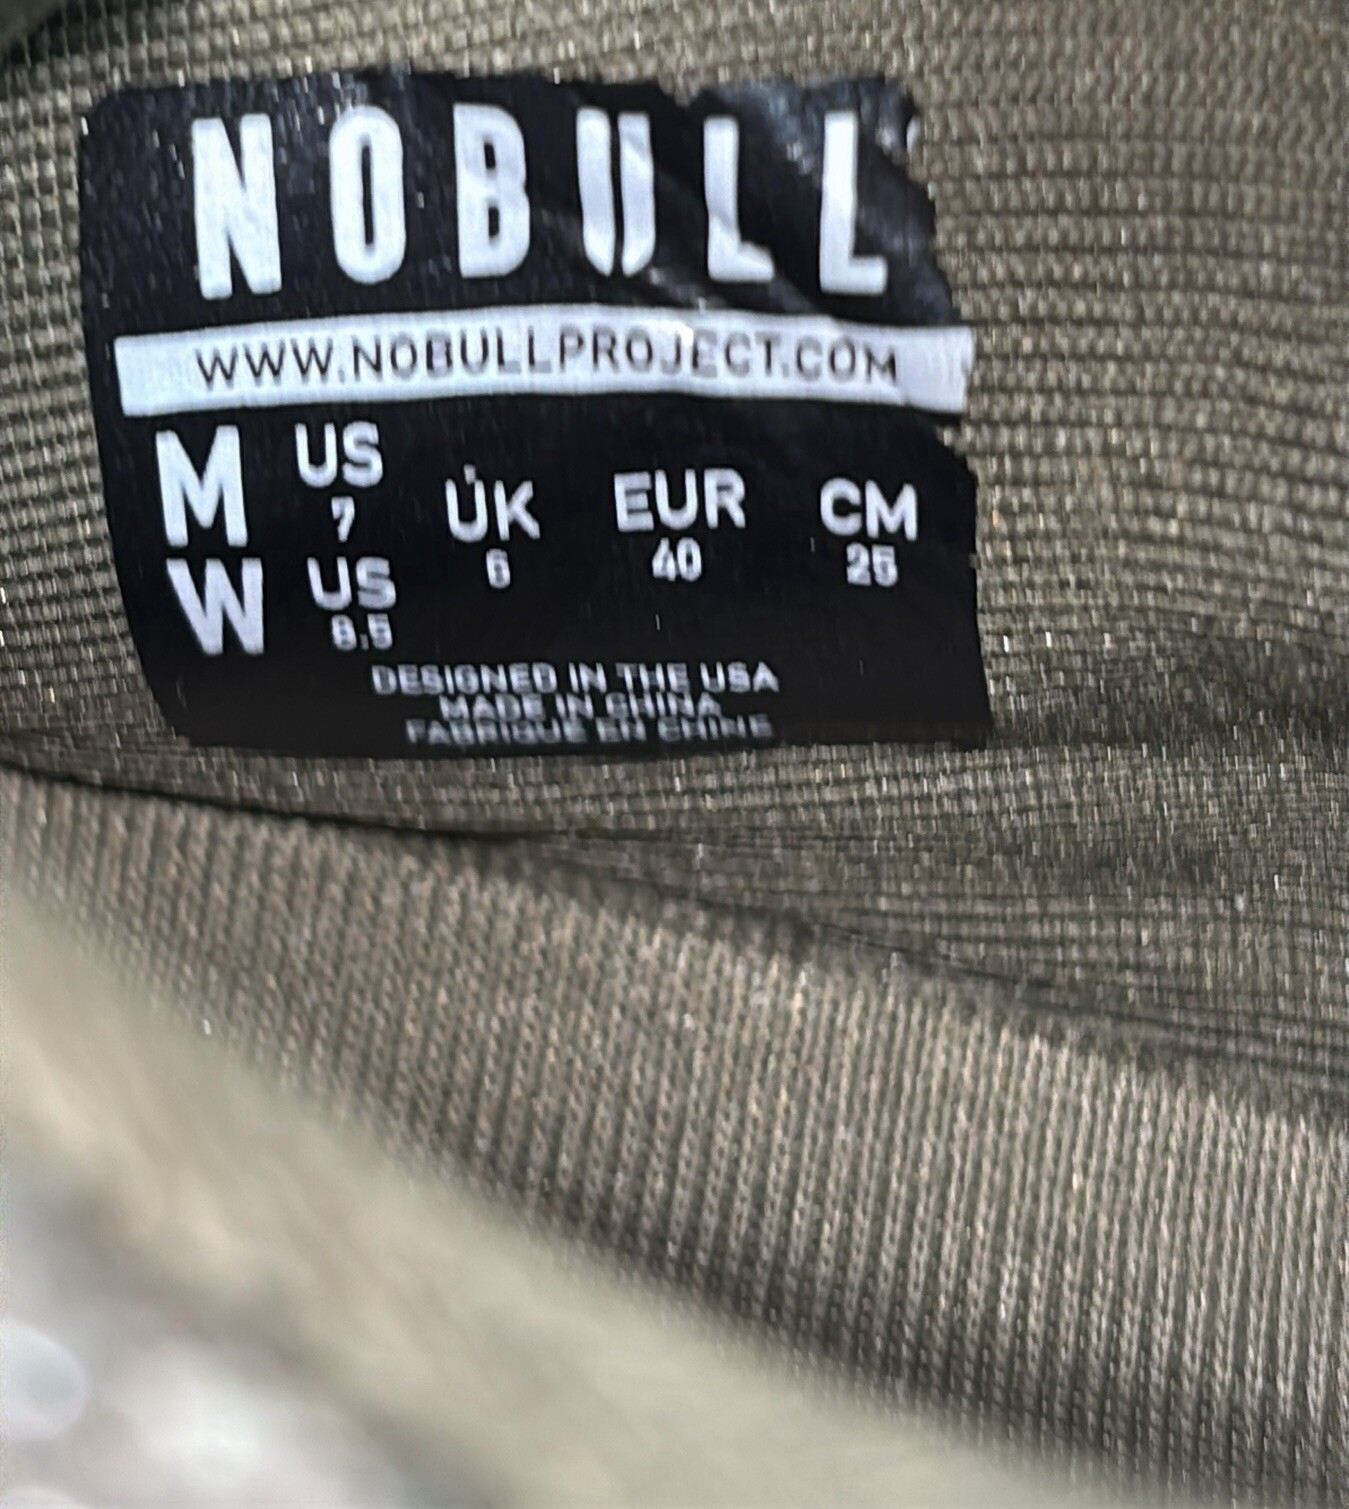 NOBULL
WWW.NOBULLPROJECT.COM
M US 7 UK 6 EUR 40 CM 25
W US 8.5
DESIGNED IN THE USA
MADE IN CHINA
FABRIQUE EN CHINE